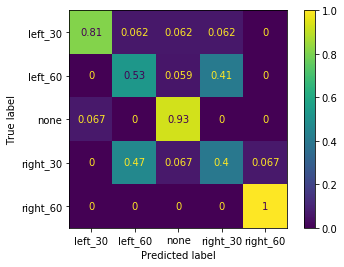 left_30 0.81 0.062 0.062 0.062 0
left_60 0 0.53 0.059 0.41 0
none 0.067 0 0.93 0 0
right_30 0 0.47 0.067 0.4 0.067
right_60 0 0 0 0 1
left_30 left_60 none right_30 right_60
Predicted label
True label
1.0
0.8
0.6
0.4
0.2
0.0